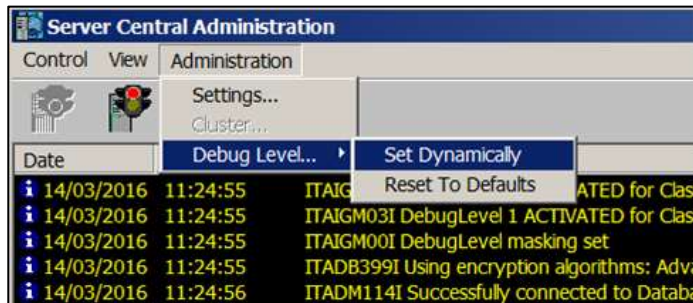 Server Central Administration
Control View Administration
Settings...
Cluster...
Date Debug Level... Set Dynamically
Reset To Defaults
14/03/2016 11:24:55 ATED for Clas
14/03/2016 11:24:55 ITAIGM03I DebugLevel 1 ACTIVATED for Clas
14/03/2016 11:24:55 ITAIGM00I DebugLevel masking set
14/03/2016 11:24:55 ITADB399I Using encryption algorithms: Adva
14/03/2016 11:24:56 ITADM114I Successfully connected to Databa